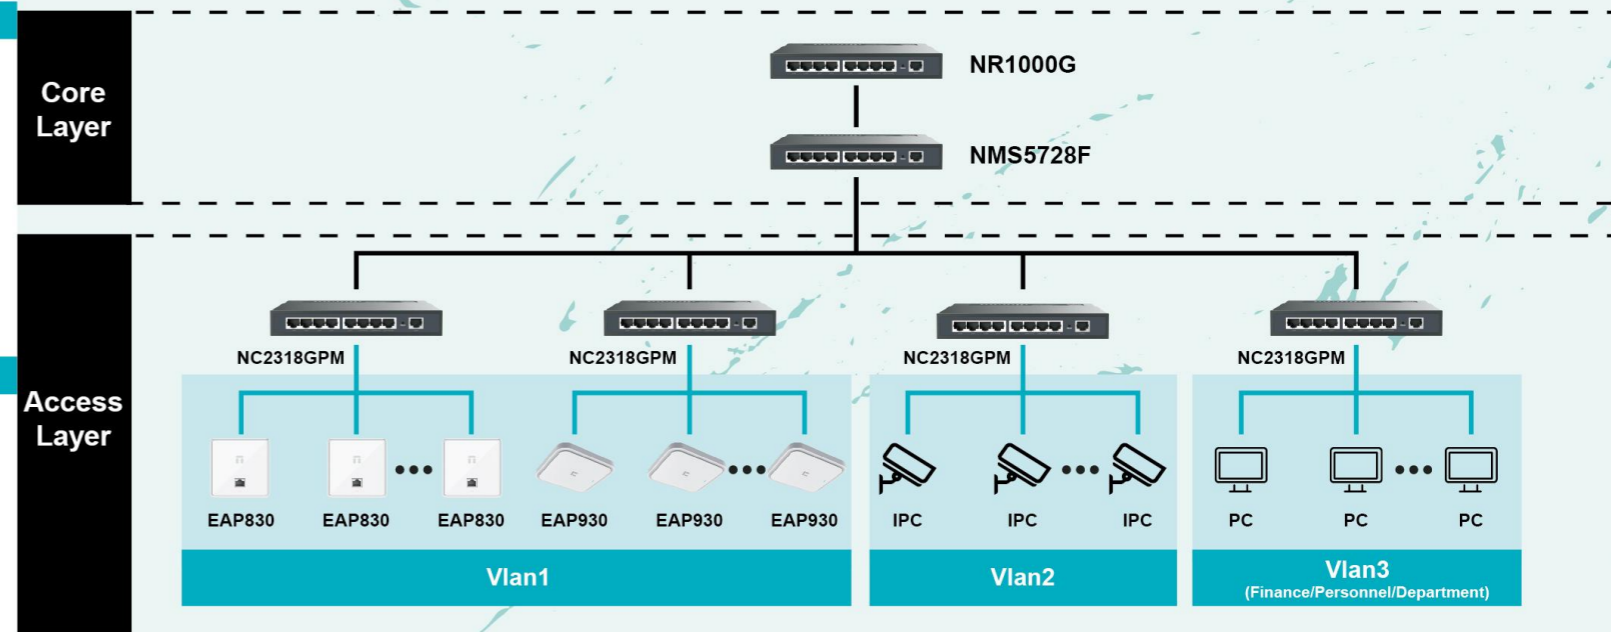 Core
Layer
NR1000G
NMS5728F
Access
Layer
NC2318GPM
NC2318GPM
NC2318GPM
NC2318GPM
EAP830
EAP830
EAP830
EAP930
EAP930
EAP930
IPC
IPC
IPC
PC
PC
PC
Vlan1
Vlan2
Vlan3
(Finance/Personnel/Department)